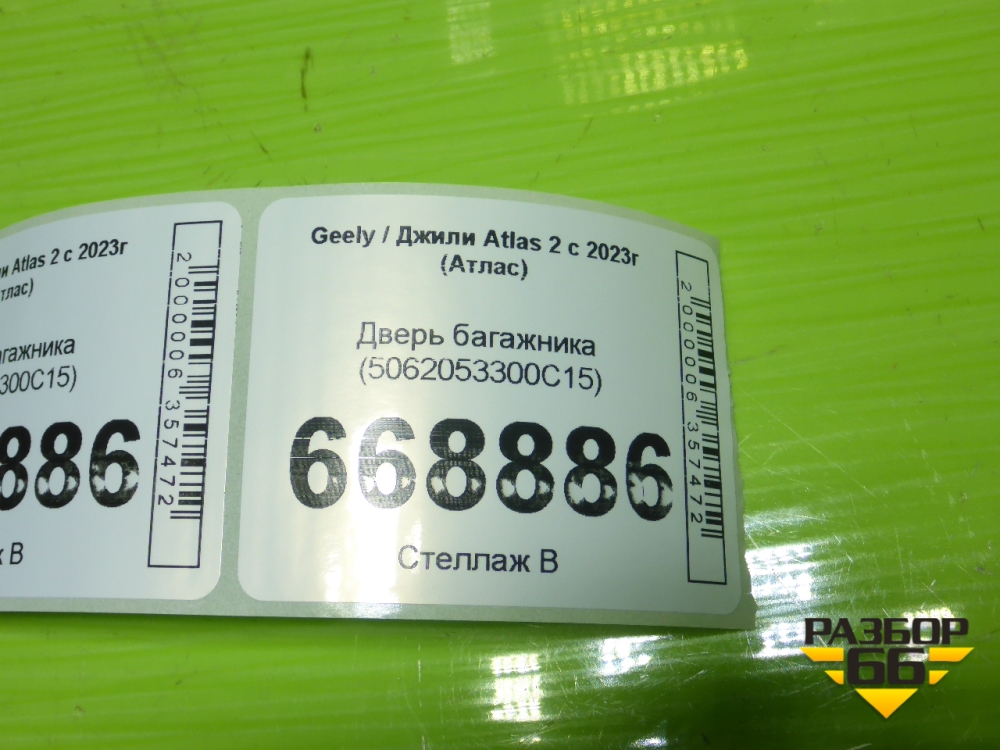 и Atlas 2 с 2023г
тлас)
агажника
300C15)
886
ж В
2000006357472
Geely / Джили Atlas 2 с 2023г
(Атлас)
Дверь багажника
(5062053300C15)
668886
Стеллаж В
2000006357472
РАЗБОР
66